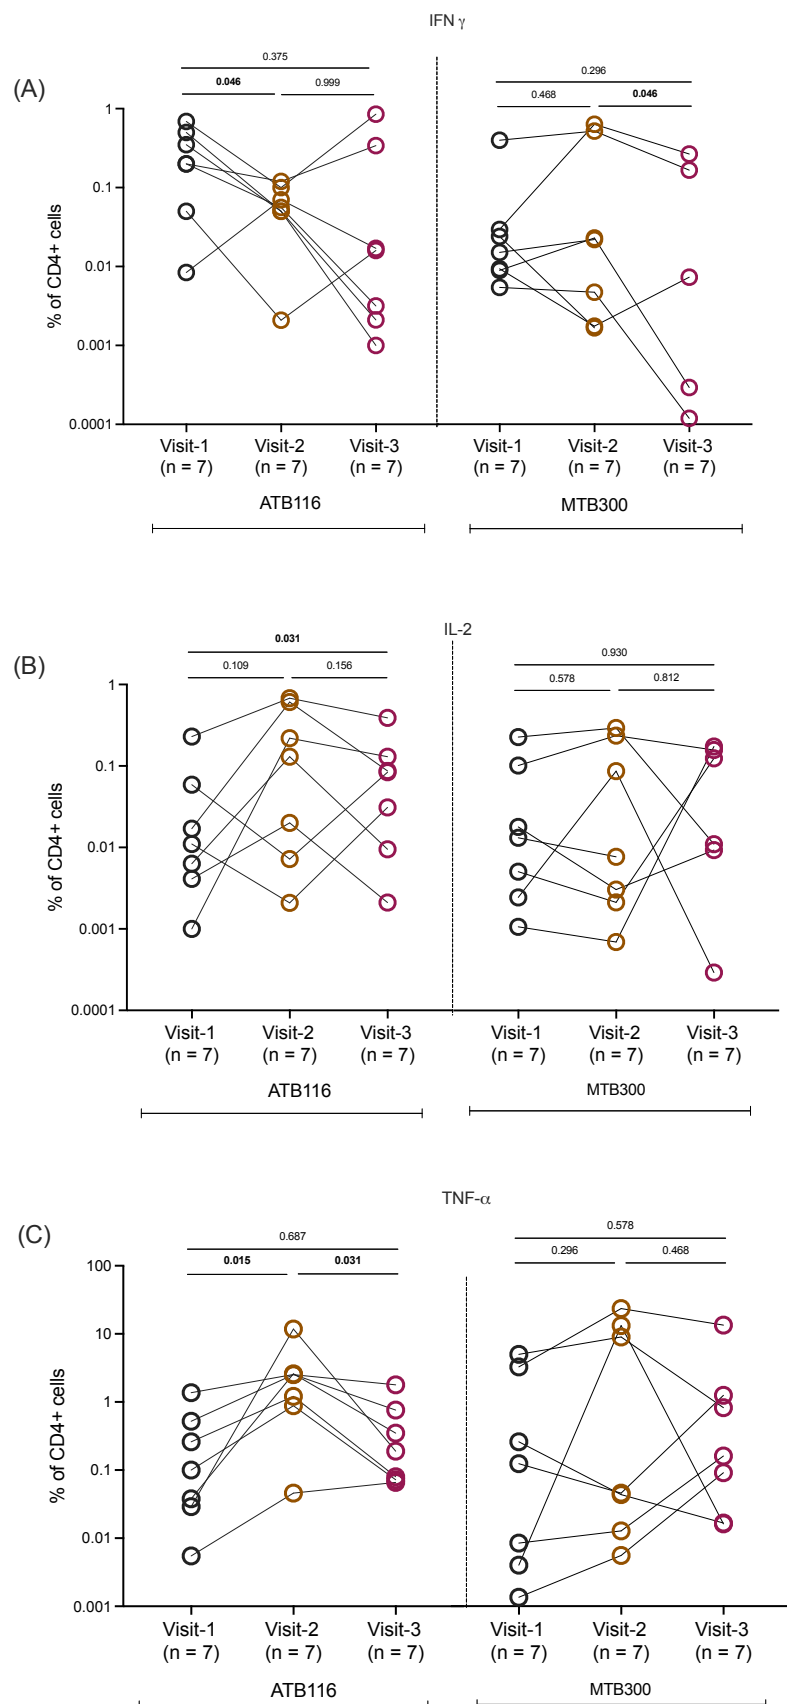 IFN γ
(A)
0.375
0.046 0.999
0.296
0.468 0.046
% of CD4+ cells
1
0.1
0.01
0.001
0.0001
Visit-1 Visit-2 Visit-3 Visit-1 Visit-2 Visit-3
(n = 7) (n = 7) (n = 7) (n = 7) (n = 7) (n = 7)
ATB116 MTB300
IL-2
(B)
0.031
0.109 0.156
0.930
0.578 0.812
% of CD4+ cells
1
0.1
0.01
0.001
0.0001
Visit-1 Visit-2 Visit-3 Visit-1 Visit-2 Visit-3
(n = 7) (n = 7) (n = 7) (n = 7) (n = 7) (n = 7)
ATB116 MTB300
TNF-α
(C)
0.687
0.015 0.031
0.578
0.296 0.468
% of CD4+ cells
100
10
1
0.1
0.01
0.001
Visit-1 Visit-2 Visit-3 Visit-1 Visit-2 Visit-3
(n = 7) (n = 7) (n = 7) (n = 7) (n = 7) (n = 7)
ATB116 MTB300